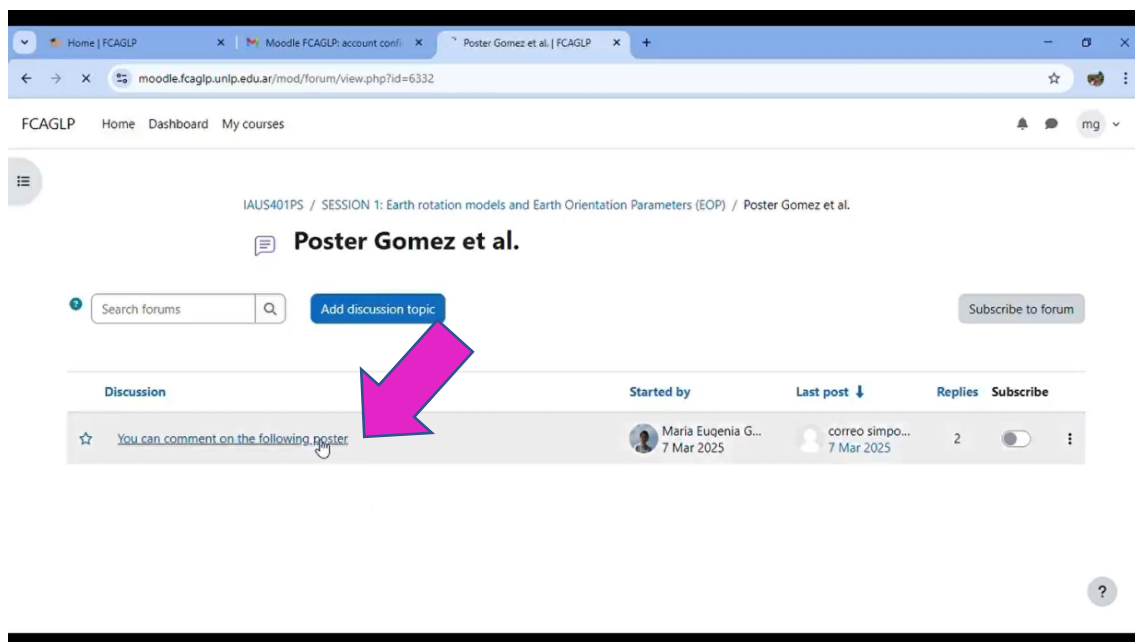 Home | FCAGLP
Moodle FCAGLP: account confi
Poster Gomez et al. | FCAGLP
moodle.fcaglp.unlp.edu.ar/mod/forum/view.php?id=6332
FCAGLP Home Dashboard My courses
mg
IAUS401PS / SESSION 1: Earth rotation models and Earth Orientation Parameters (EOP) / Poster Gomez et al.
Poster Gomez et al.
Search forums
Add discussion topic
Subscribe to forum
Discussion Started by Last post Replies Subscribe
You can comment on the following poster
Maria Eugenia G...
7 Mar 2025
correo simpo...
7 Mar 2025
2
?